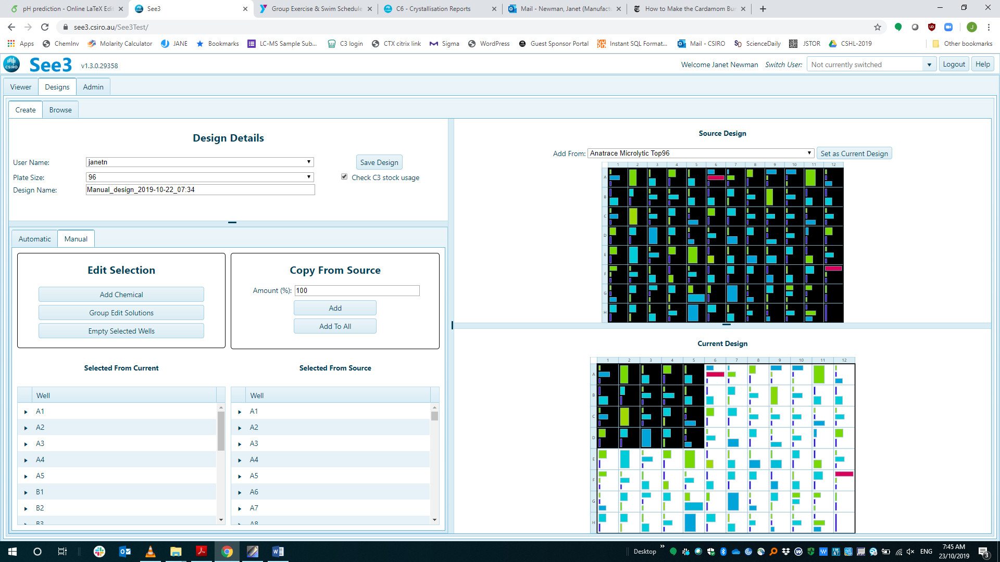 pH prediction - Online LaTeX Edit
See3
Group Exercise & Swim Schedule
C6 - Crystallisation Reports
Mail - Newman, Janet (Manufact
How to Make the Cardamom Bu
see3.csiro.au/See3Test/
J
Apps
ChemInv
Molarity Calculator
JANE
Bookmarks
LC-MS Sample Sub...
C3 login
CTX citrix link
Sigma
WordPress
Guest Sponsor Portal
Instant SQL Format...
Mail - CSIRO
ScienceDaily
JSTOR
CSHL-2019
Other bookmarks
CSIRO
See3 v1.3.0.29358
Welcome Janet Newman Switch User: Not currently switched
Logout
Help
Viewer
Designs
Admin
Create
Browse
Design Details
User Name: janetn
Save Design
Plate Size: 96
Check C3 stock usage
Design Name: Manual_design_2019-10-22_07:34
Automatic
Manual
Edit Selection
Add Chemical
Group Edit Solutions
Empty Selected Wells
Copy From Source
Amount (%): 100
Add
Add To All
Selected From Current
Well
A1
A2
A3
A4
A5
B1
B2
B3
Selected From Source
Well
A1
A2
A3
A4
A5
A6
A7
A8
Source Design
Add From: Anatrace Microlytic Top96
Set as Current Design
1 2 3 4 5 6 7 8 9 10 11 12
A
B
C
D
E
F
G
H
Current Design
1 2 3 4 5 6 7 8 9 10 11 12
A
B
C
D
E
F
G
H
Desktop
ENG
7:45 AM
23/10/2019
3